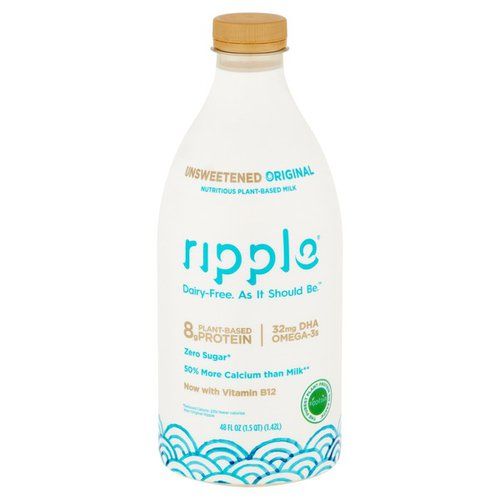 UNSWEETENED ORIGINAL
NUTRITIOUS PLANT-BASED MILK
ripple®
Dairy-Free. As It Should Be.™
8g PLANT-BASED PROTEIN
32mg DHA OMEGA-3s
Zero Sugar*
50% More Calcium than Milk**
Now with Vitamin B12
48 FL OZ (1.5 QT) (1.42L)